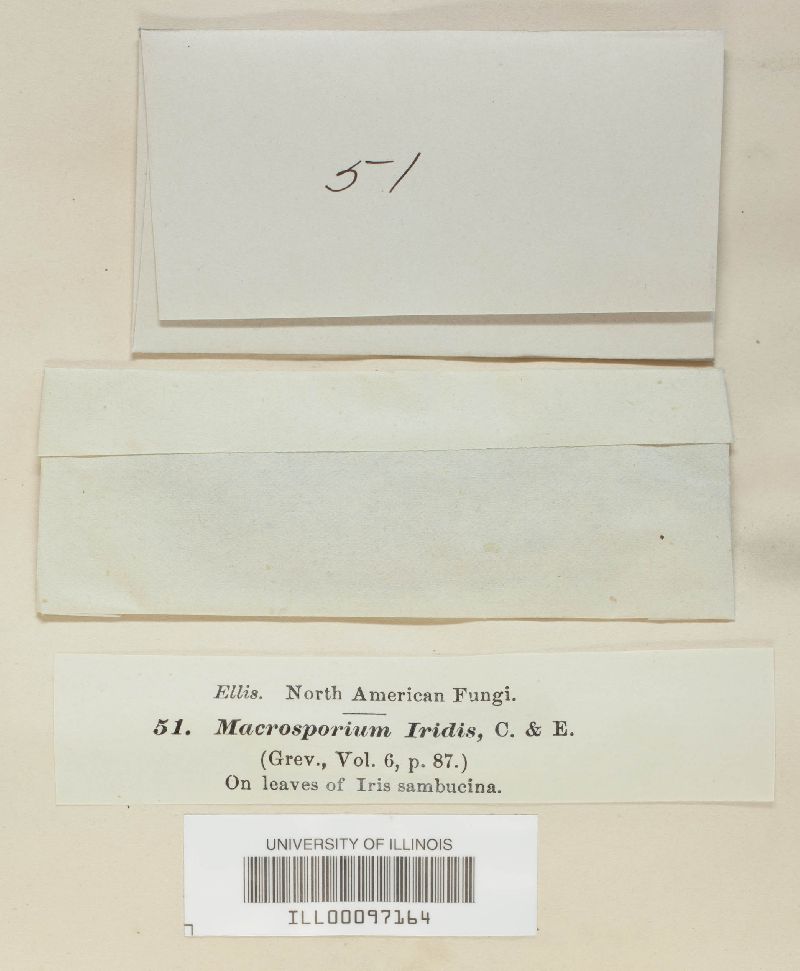 51
Ellis. North American Fungi.
51. Macrosporium Iridis, C. & E.
(Grev., Vol. 6, p. 87.)
On leaves of Iris sambucina.
UNIVERSITY OF ILLINOIS
ILL00097164